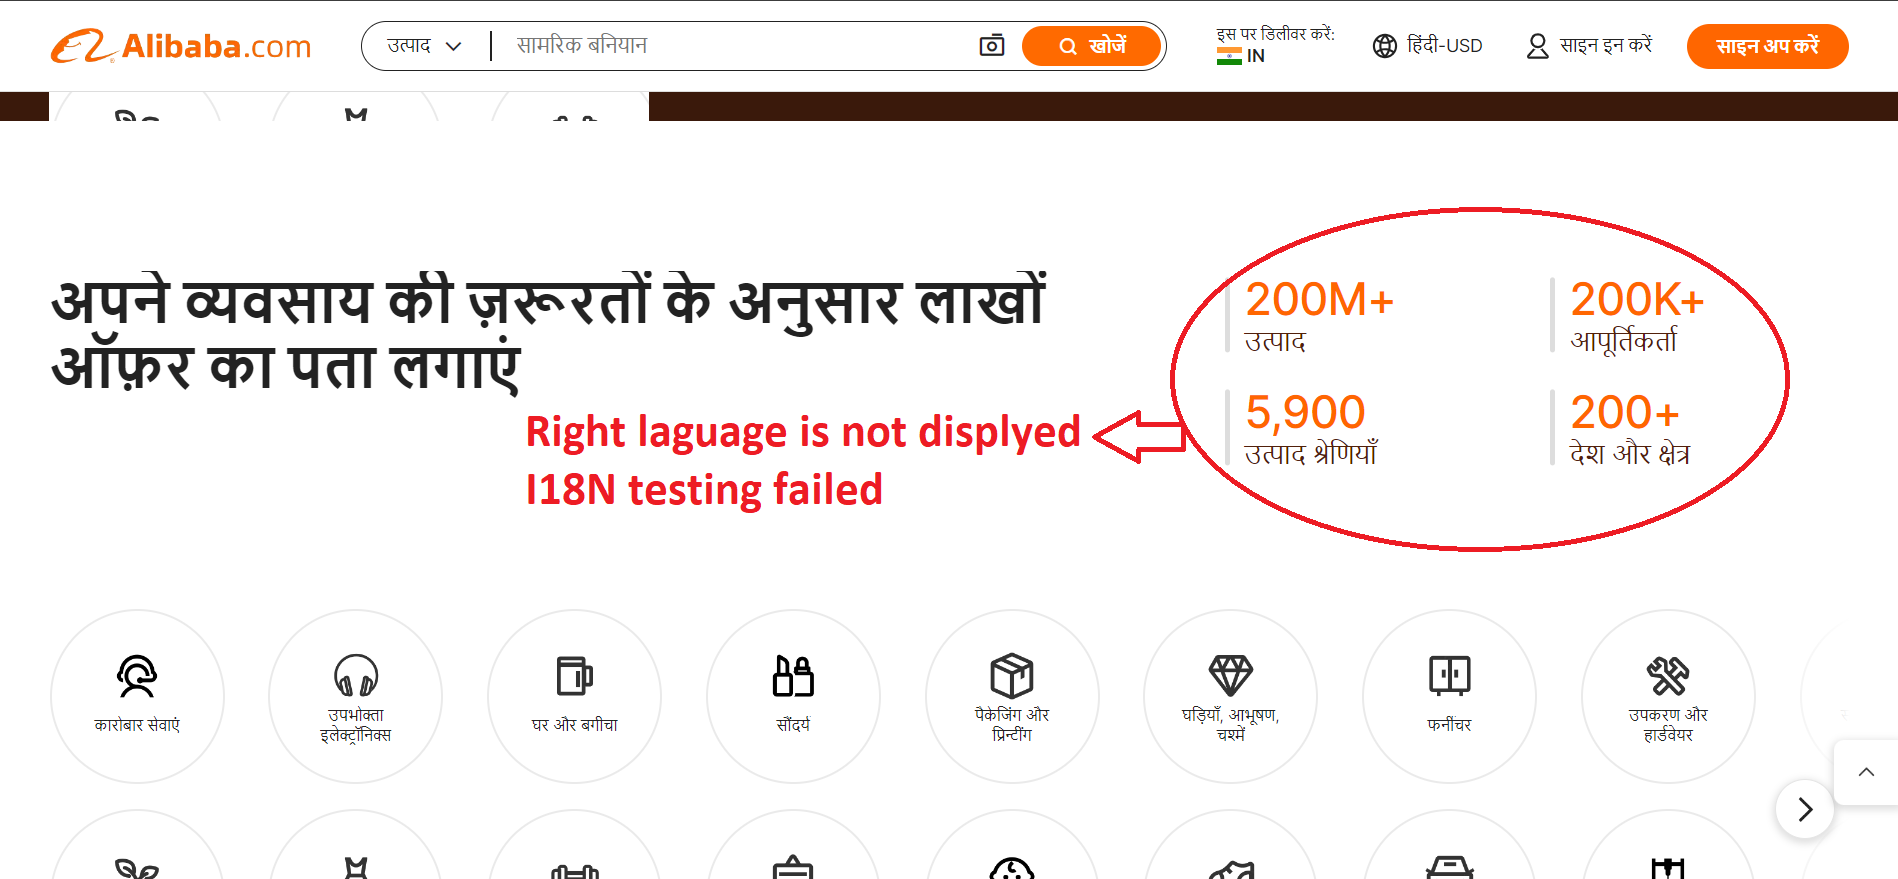 Alibaba.com
उत्पाद
सामरिक बनियान
खोजें
इस पर डिलीवर करें:
IN
हिंदी-USD
साइन इन करें
साइन अप करें
अपने व्यवसाय की ज़रूरतों के अनुसार लाखों
ऑफ़र का पता लगाएं
200M+
उत्पाद
200K+
आपूर्तिकर्ता
5,900
उत्पाद श्रेणियाँ
200+
देश और क्षेत्र
Right laguage is not displyed
I18N testing failed
कारोबार सेवाएं
उपभोक्ता
इलेक्ट्रॉनिक्स
घर और बगीचा
सौंदर्य
पैकेजिंग और
प्रिन्टींग
घड़ियाँ, आभूषण,
चश्में
फर्नीचर
उपकरण और
हार्डवेयर